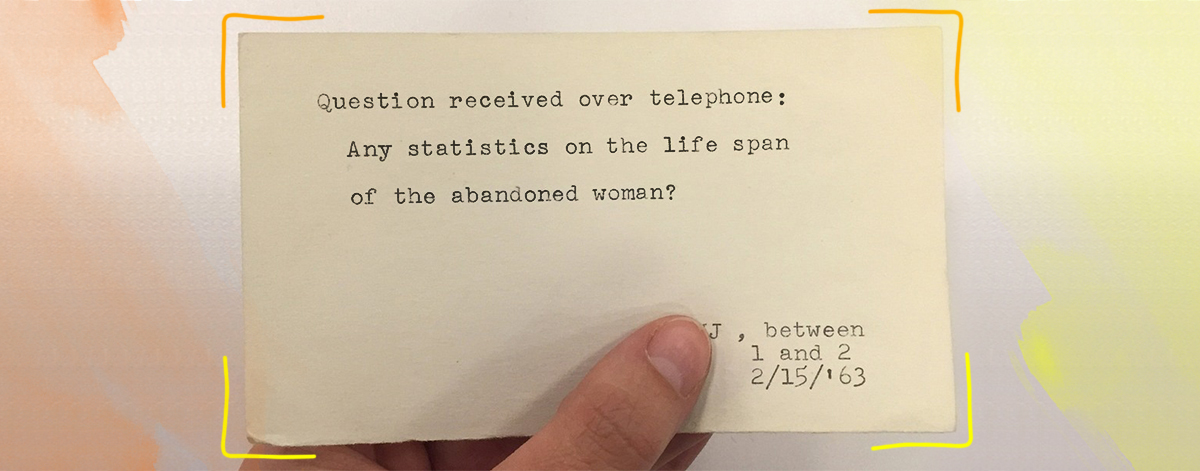 Question received over telephone:
Any statistics on the life span
of the abandoned woman?
J , between
1 and 2
2/15/'63